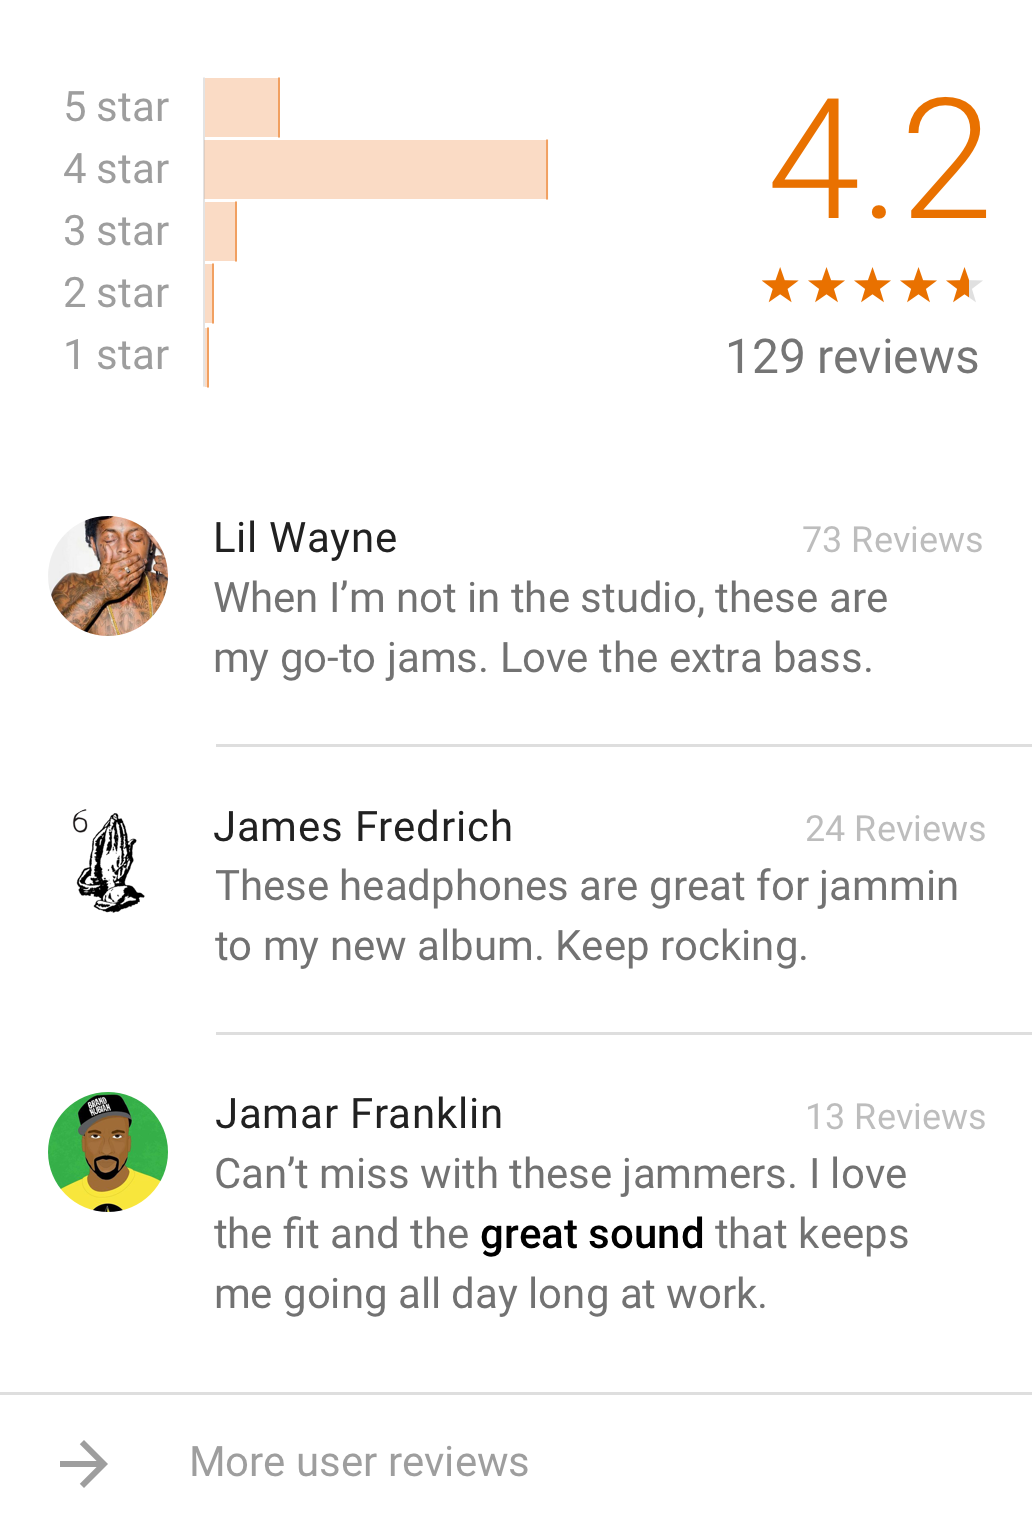 5 star
4 star
3 star
2 star
1 star
4.2
129 reviews
Lil Wayne
73 Reviews
When I’m not in the studio, these are
my go-to jams. Love the extra bass.
6
James Fredrich
24 Reviews
These headphones are great for jammin
to my new album. Keep rocking.
BRAND
NUBIAN
Jamar Franklin
13 Reviews
Can’t miss with these jammers. I love
the fit and the great sound that keeps
me going all day long at work.
More user reviews